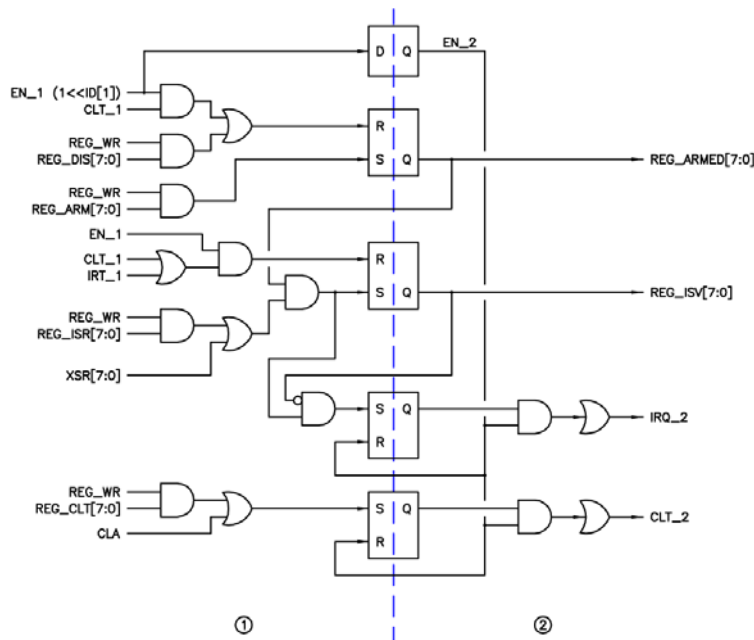 D Q EN_2
EN_1 (1<<ID[1])
CLT_1
REG_WR
REG_DIS[7:0]
R
S Q REG_ARMED[7:0]
REG_WR
REG_ARM[7:0]
EN_1
CLT_1
IRT_1
R
S Q REG_ISV[7:0]
REG_WR
REG_ISR[7:0]
XSR[7:0]
S Q IRQ_2
R
REG_WR
REG_CLT[7:0]
CLA
S Q CLT_2
R
① ②